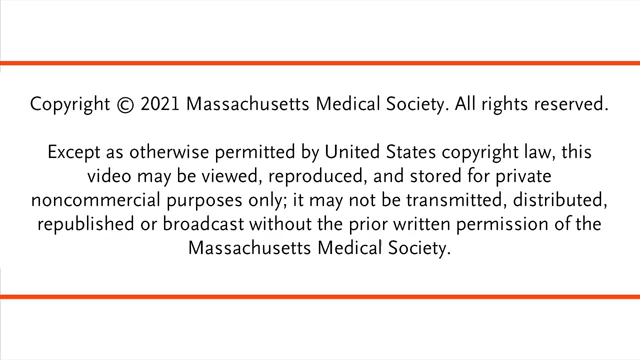 Copyright © 2021 Massachusetts Medical Society. All rights reserved.
Except as otherwise permitted by United States copyright law, this
video may be viewed, reproduced, and stored for private
noncommercial purposes only; it may not be transmitted, distributed,
republished or broadcast without the prior written permission of the
Massachusetts Medical Society.